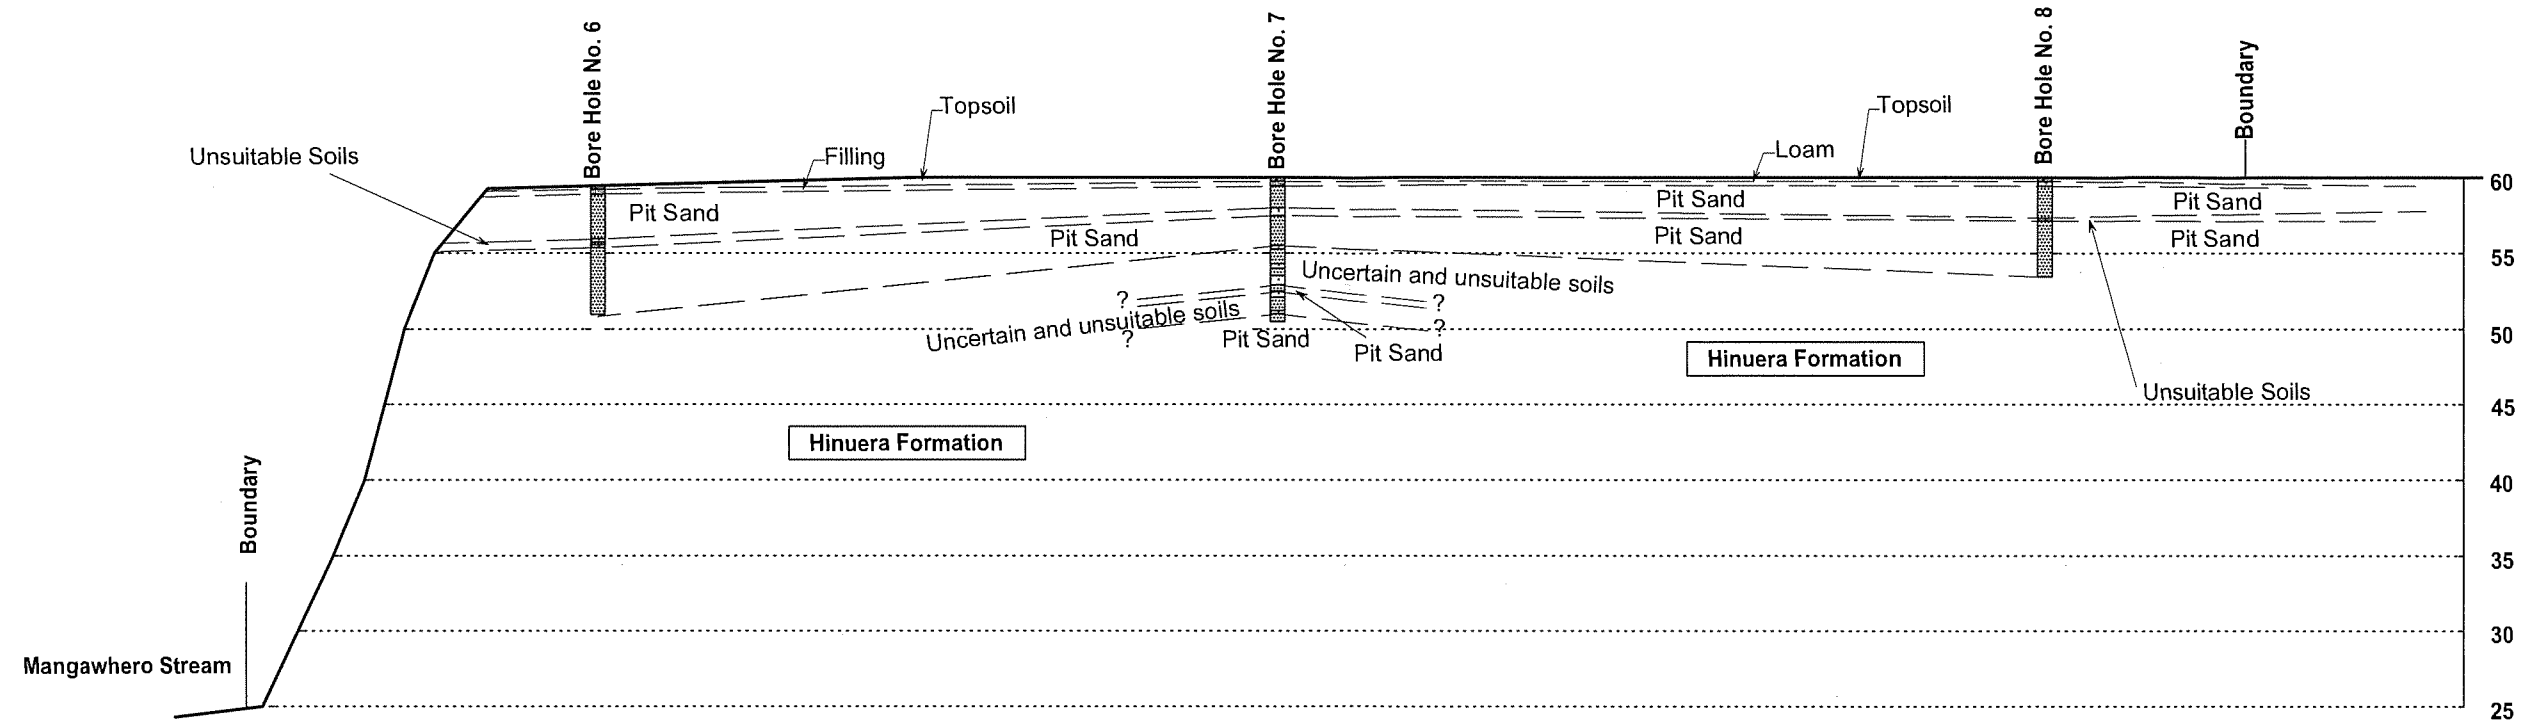 Bore Hole No. 6
Bore Hole No. 7
Bore Hole No. 8
Boundary
Topsoil
Topsoil
Unsuitable Soils
Filling
Loam
60
Pit Sand
Pit Sand
Pit Sand
Pit Sand
Pit Sand
Pit Sand
55
Uncertain and unsuitable soils
?
?
Uncertain and unsuitable soils
?
?
Pit Sand
Pit Sand
50
Hinuera Formation
Unsuitable Soils
45
Hinuera Formation
40
Boundary
35
30
Mangawhero Stream
25